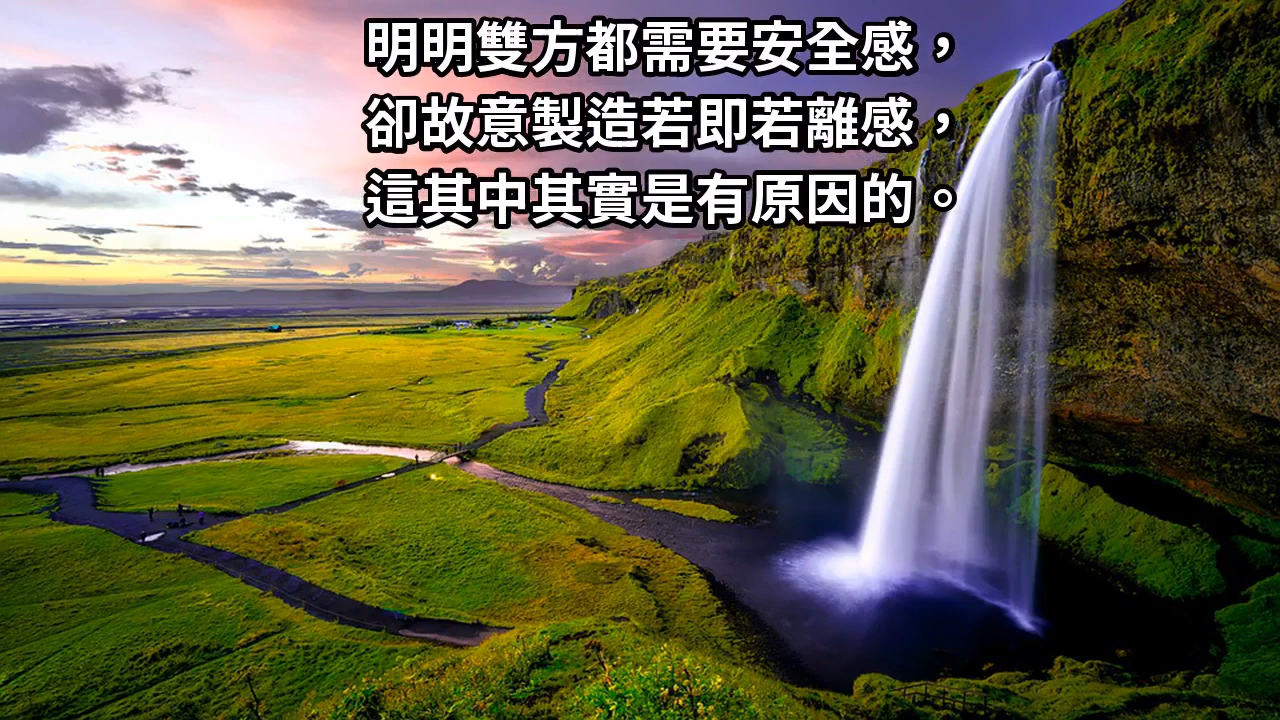 明明雙方都需要安全感，
卻故意製造若即若離感，
這其中其實是有原因的。